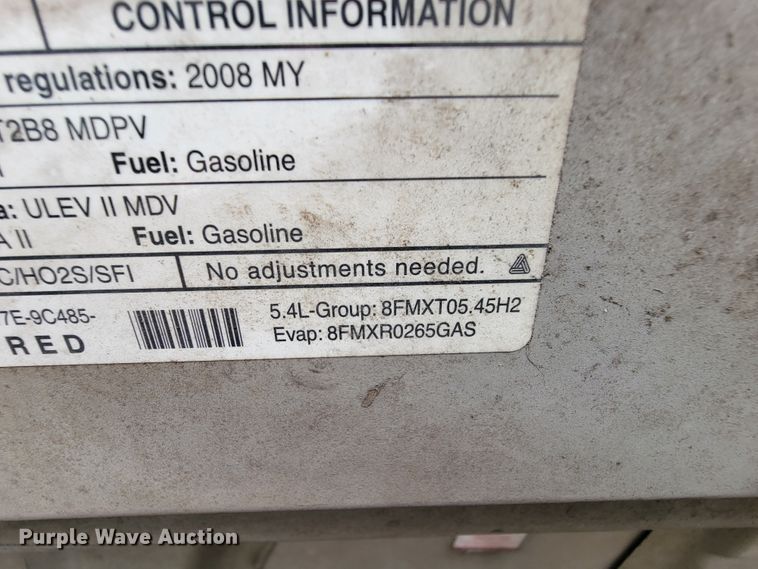 CONTROL INFORMATION
regulations: 2008 MY
T2B8 MDPV
Fuel: Gasoline
a: ULEV II MDV
A II Fuel: Gasoline
C/HO2S/SFI No adjustments needed.
7E-9C485-
RED
5.4L-Group: 8FMXT05.45H2
Evap: 8FMXR0265GAS
Purple Wave Auction